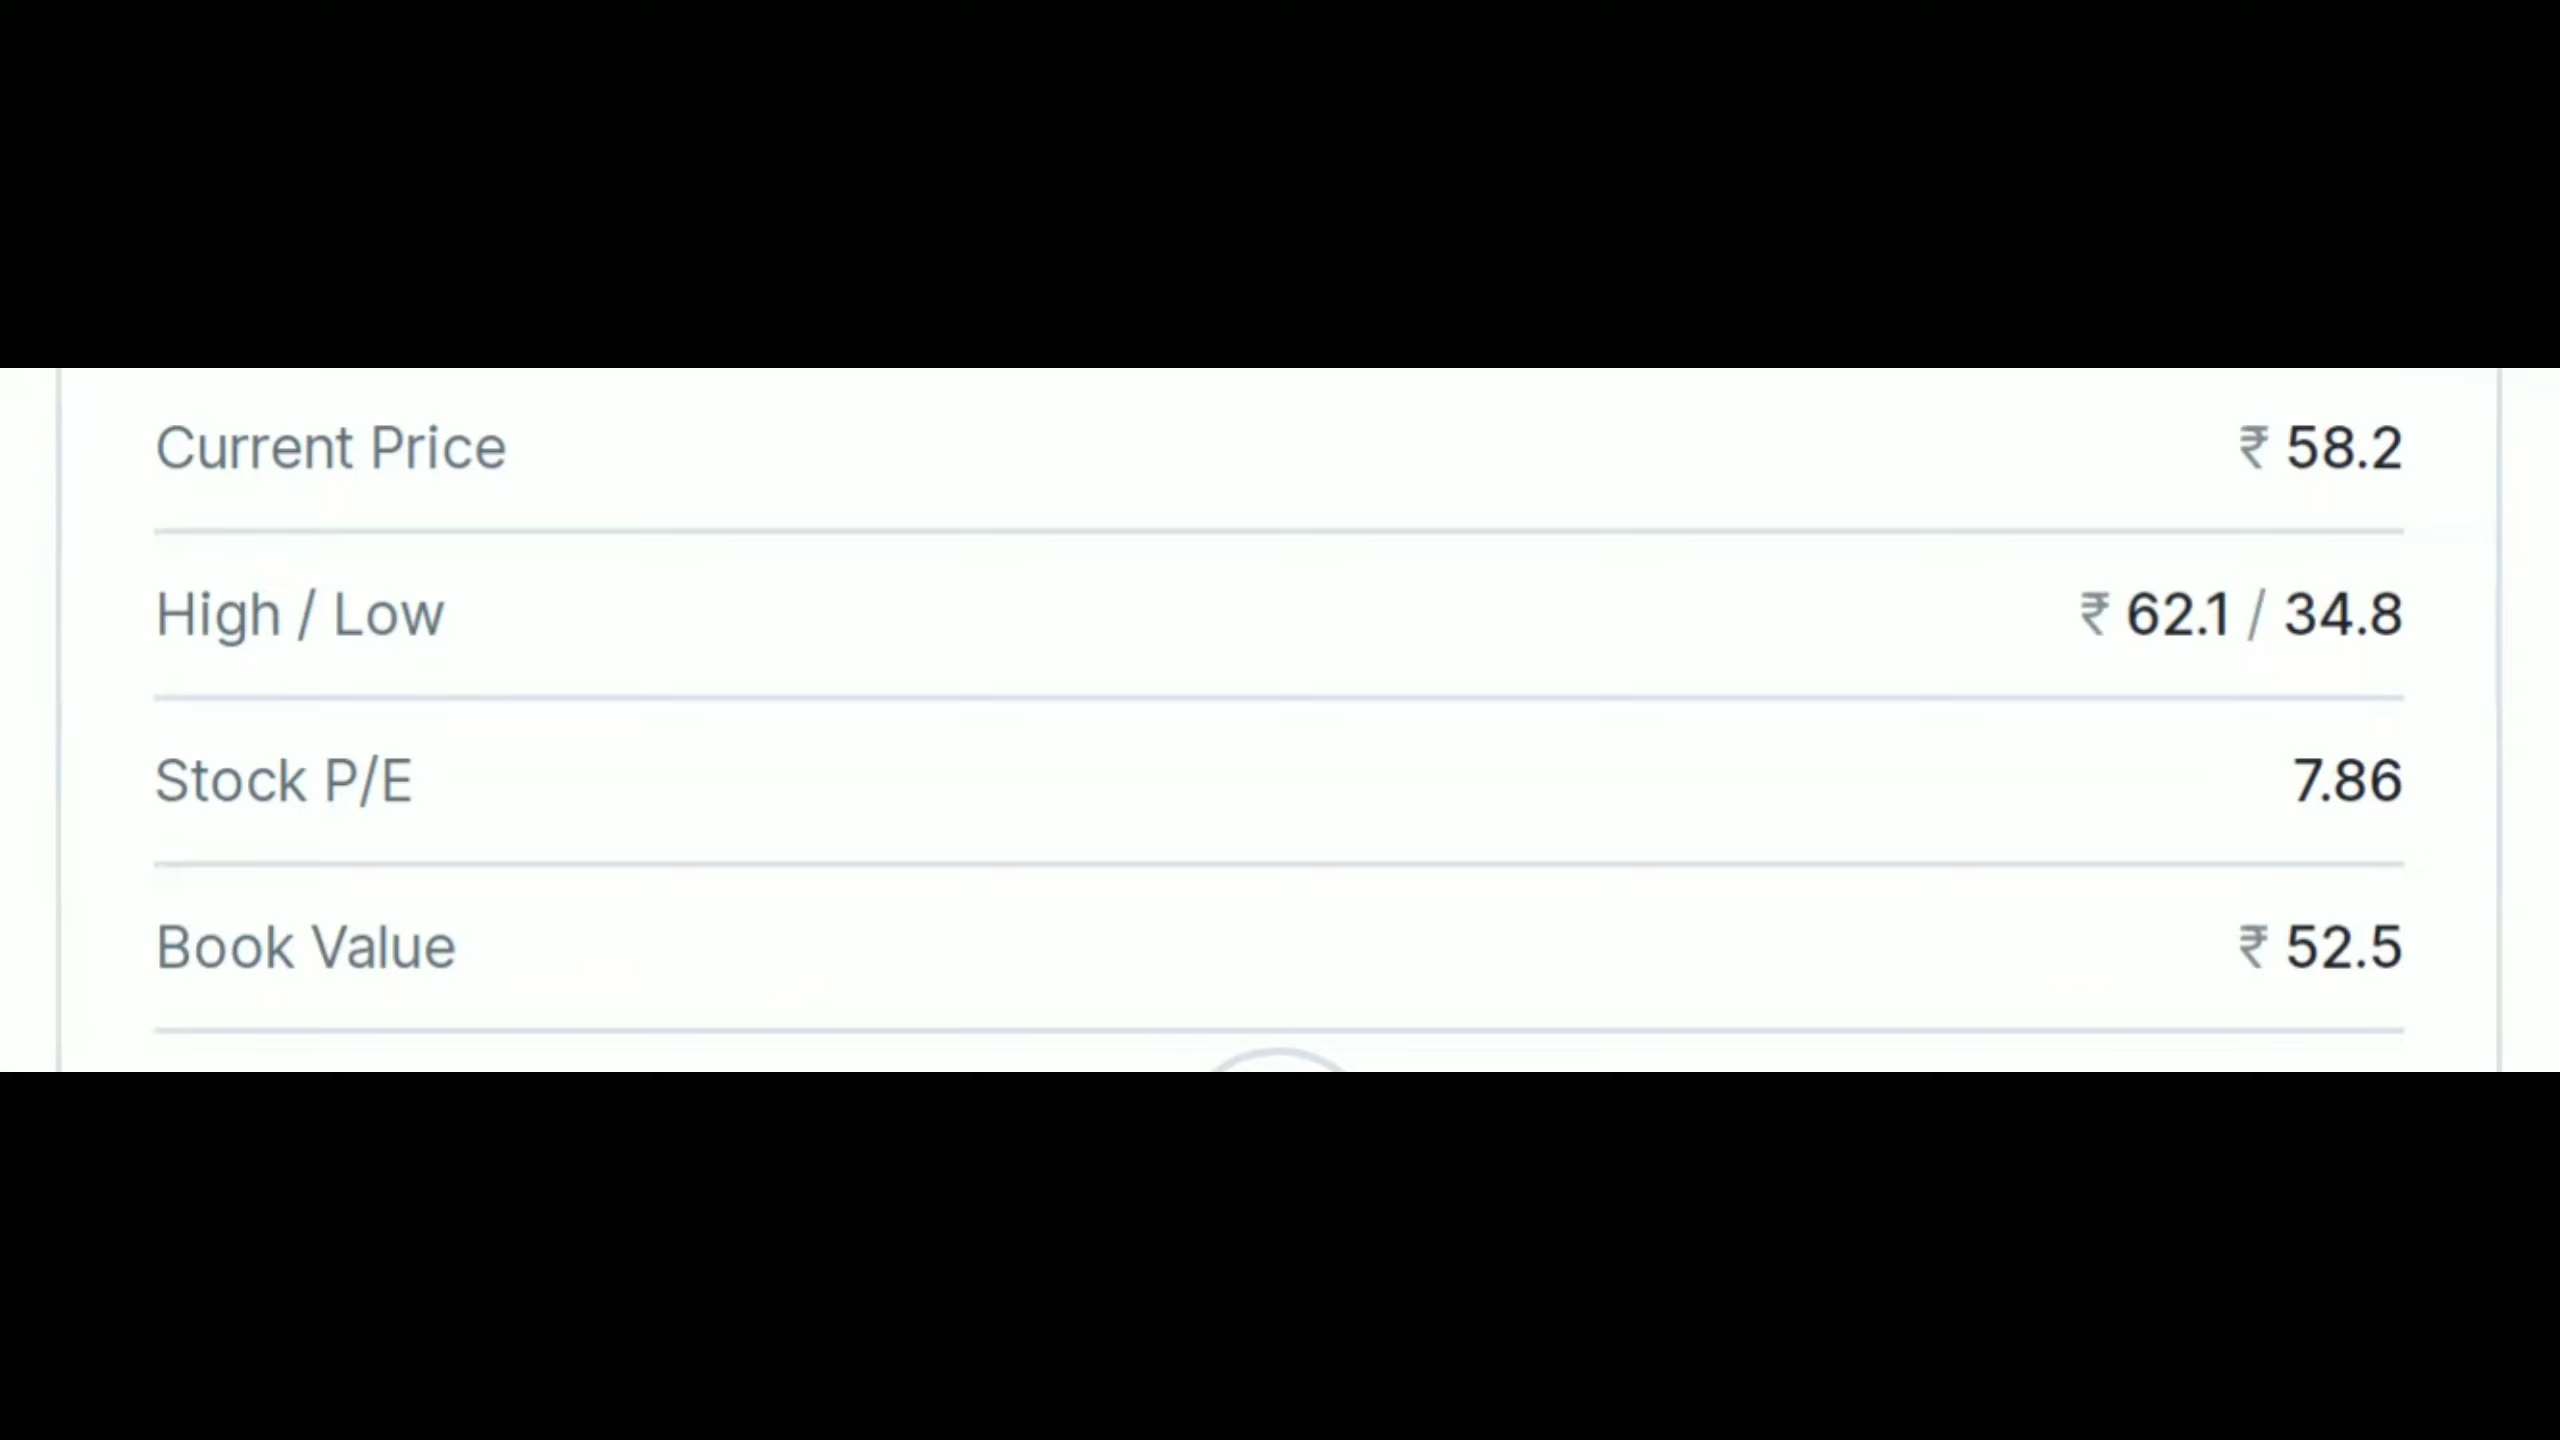 Current Price ₹ 58.2
High / Low ₹ 62.1 / 34.8
Stock P/E 7.86
Book Value ₹ 52.5